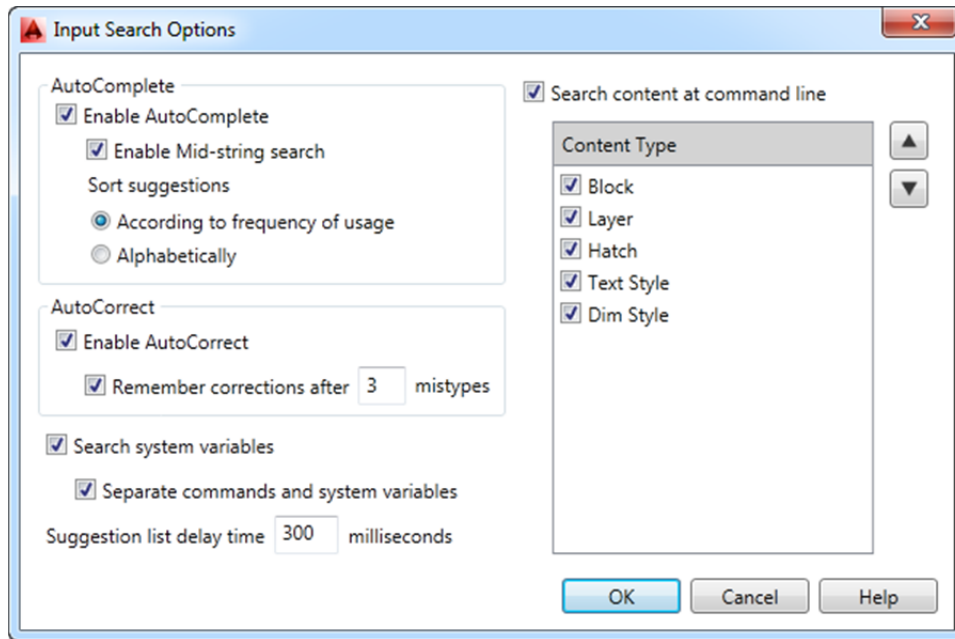 Input Search Options
AutoComplete
Enable AutoComplete
Enable Mid-string search
Sort suggestions
According to frequency of usage
Alphabetically
AutoCorrect
Enable AutoCorrect
Remember corrections after 3 mistypes
Search system variables
Separate commands and system variables
Suggestion list delay time 300 milliseconds
Search content at command line
Content Type
Block
Layer
Hatch
Text Style
Dim Style
OK Cancel Help